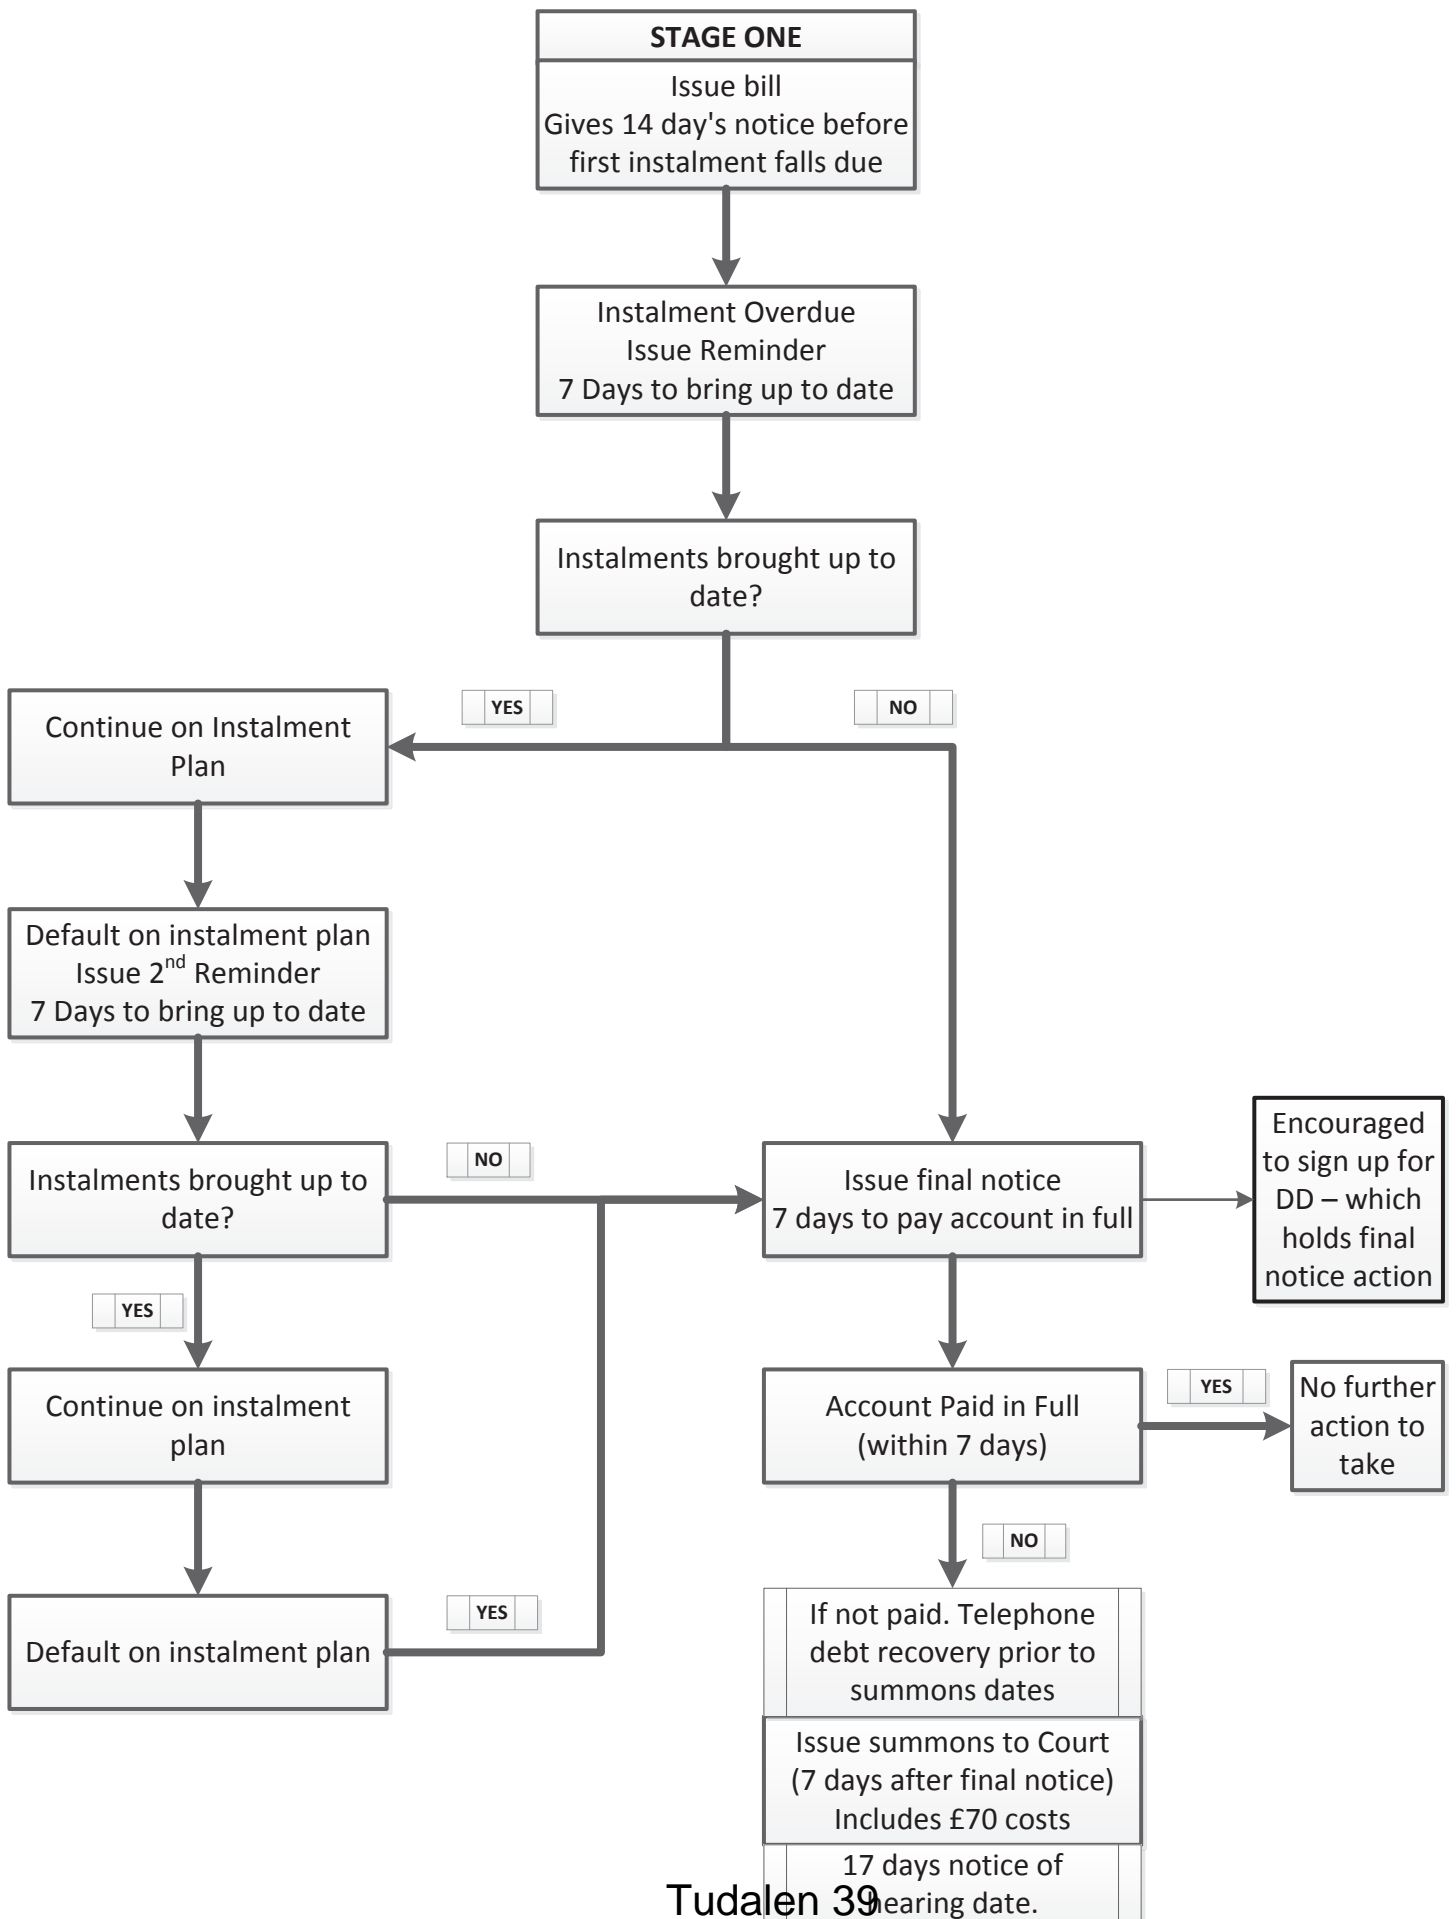 STAGE ONE
Issue bill
Gives 14 day's notice before
first instalment falls due
Instalment Overdue
Issue Reminder
7 Days to bring up to date
Instalments brought up to
date?
YES
NO
Continue on Instalment
Plan
Default on instalment plan
Issue 2nd Reminder
7 Days to bring up to date
Instalments brought up to
date?
NO
Issue final notice
7 days to pay account in full
Encouraged
to sign up for
DD – which
holds final
notice action
YES
Continue on instalment
plan
Account Paid in Full
(within 7 days)
YES
No further
action to
take
NO
Default on instalment plan
YES
If not paid. Telephone
debt recovery prior to
summons dates
Issue summons to Court
(7 days after final notice)
Includes £70 costs
17 days notice of
hearing date.
Tudalen 39